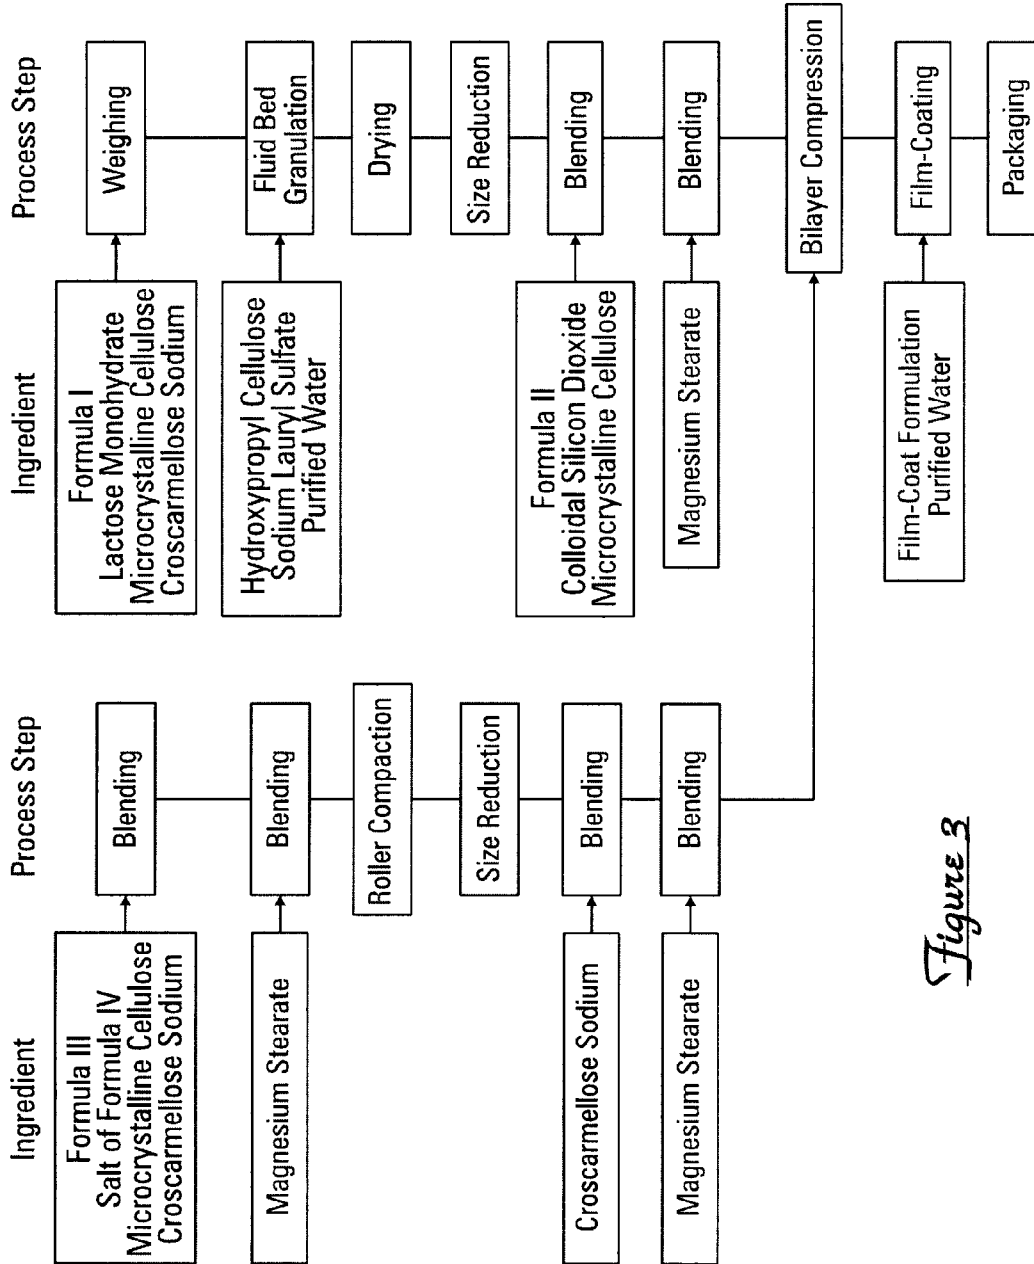 Ingredient
Process Step
Ingredient
Process Step
Formula III
Salt of Formula IV
Microcrystalline Cellulose
Croscarmellose Sodium
Blending
Magnesium Stearate
Blending
Roller Compaction
Size Reduction
Croscarmellose Sodium
Blending
Magnesium Stearate
Blending
Formula I
Lactose Monohydrate
Microcrystalline Cellulose
Croscarmellose Sodium
Weighing
Hydroxypropyl Cellulose
Sodium Lauryl Sulfate
Purified Water
Fluid Bed
Granulation
Drying
Size Reduction
Formula II
Colloidal Silicon Dioxide
Microcrystalline Cellulose
Blending
Magnesium Stearate
Blending
Bilayer Compression
Film-Coat Formulation
Purified Water
Film-Coating
Packaging
Figure 3